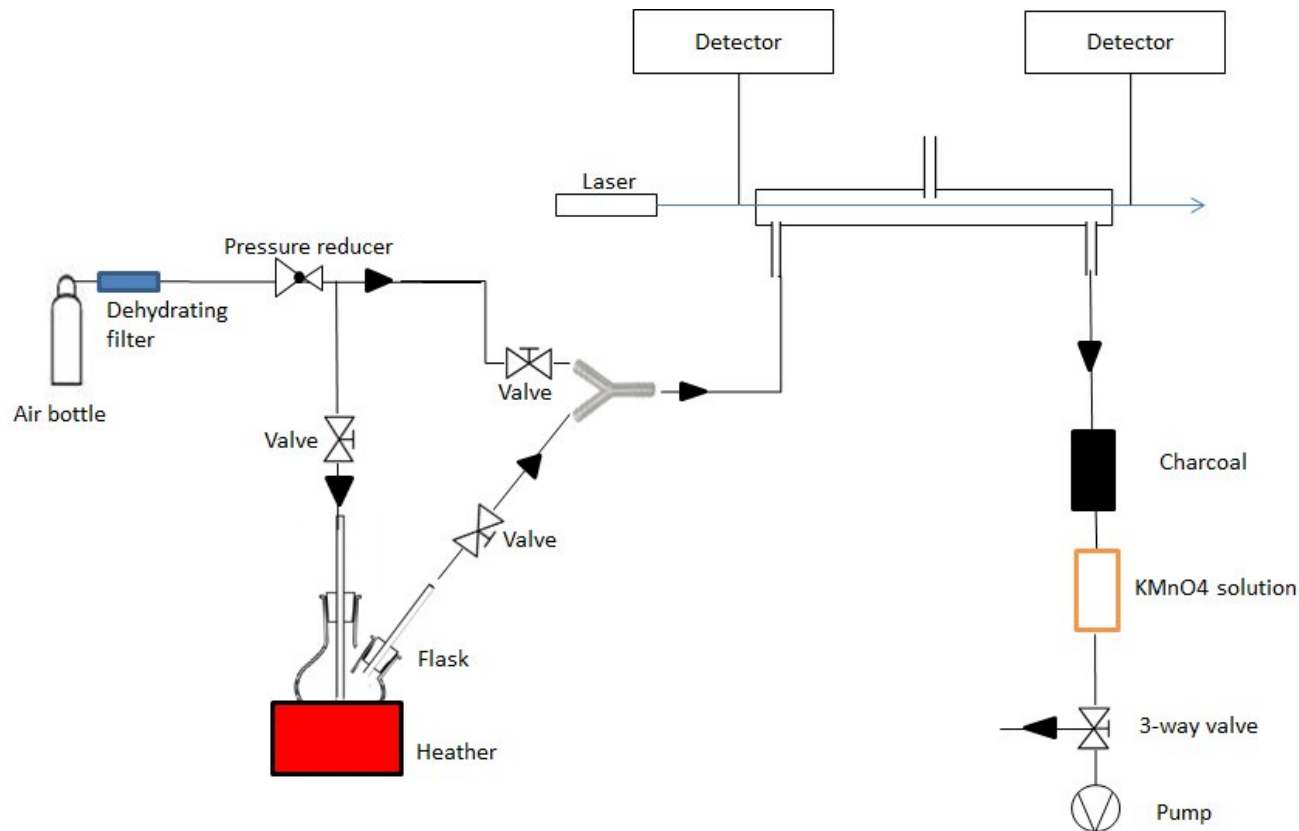 Detector
Detector
Laser
Pressure reducer
Dehydrating
filter
Air bottle
Valve
Valve
Valve
Charcoal
KMnO4 solution
Flask
3-way valve
Heather
Pump